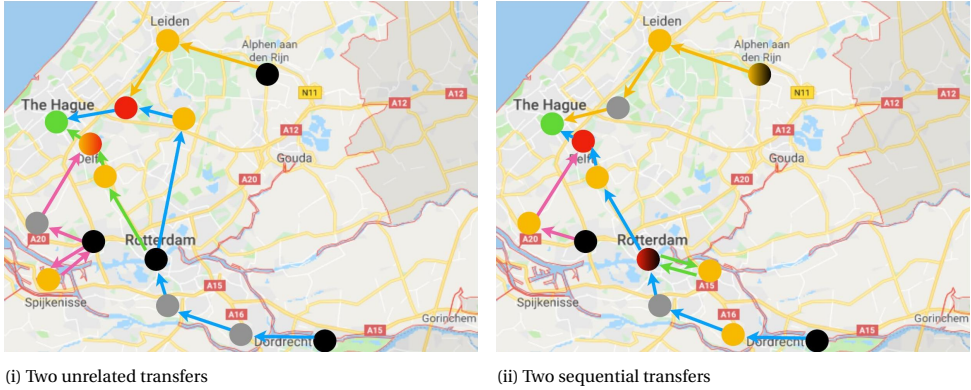 Leiden
Alphen aan
den Rijn
N11
The Hague
A12
A12
A12
Delft
Gouda
A20
A20
Rotterdam
A15
Spijkenisse
A16
Gorinchem
Dordrecht
A15
(i) Two unrelated transfers
Leiden
Alphen aan
den Rijn
N11
The Hague
A12
A12
A12
Delft
Gouda
A20
A20
Rotterdam
A15
Spijkenisse
A16
Gorinchem
Dordrecht
A15
(ii) Two sequential transfers